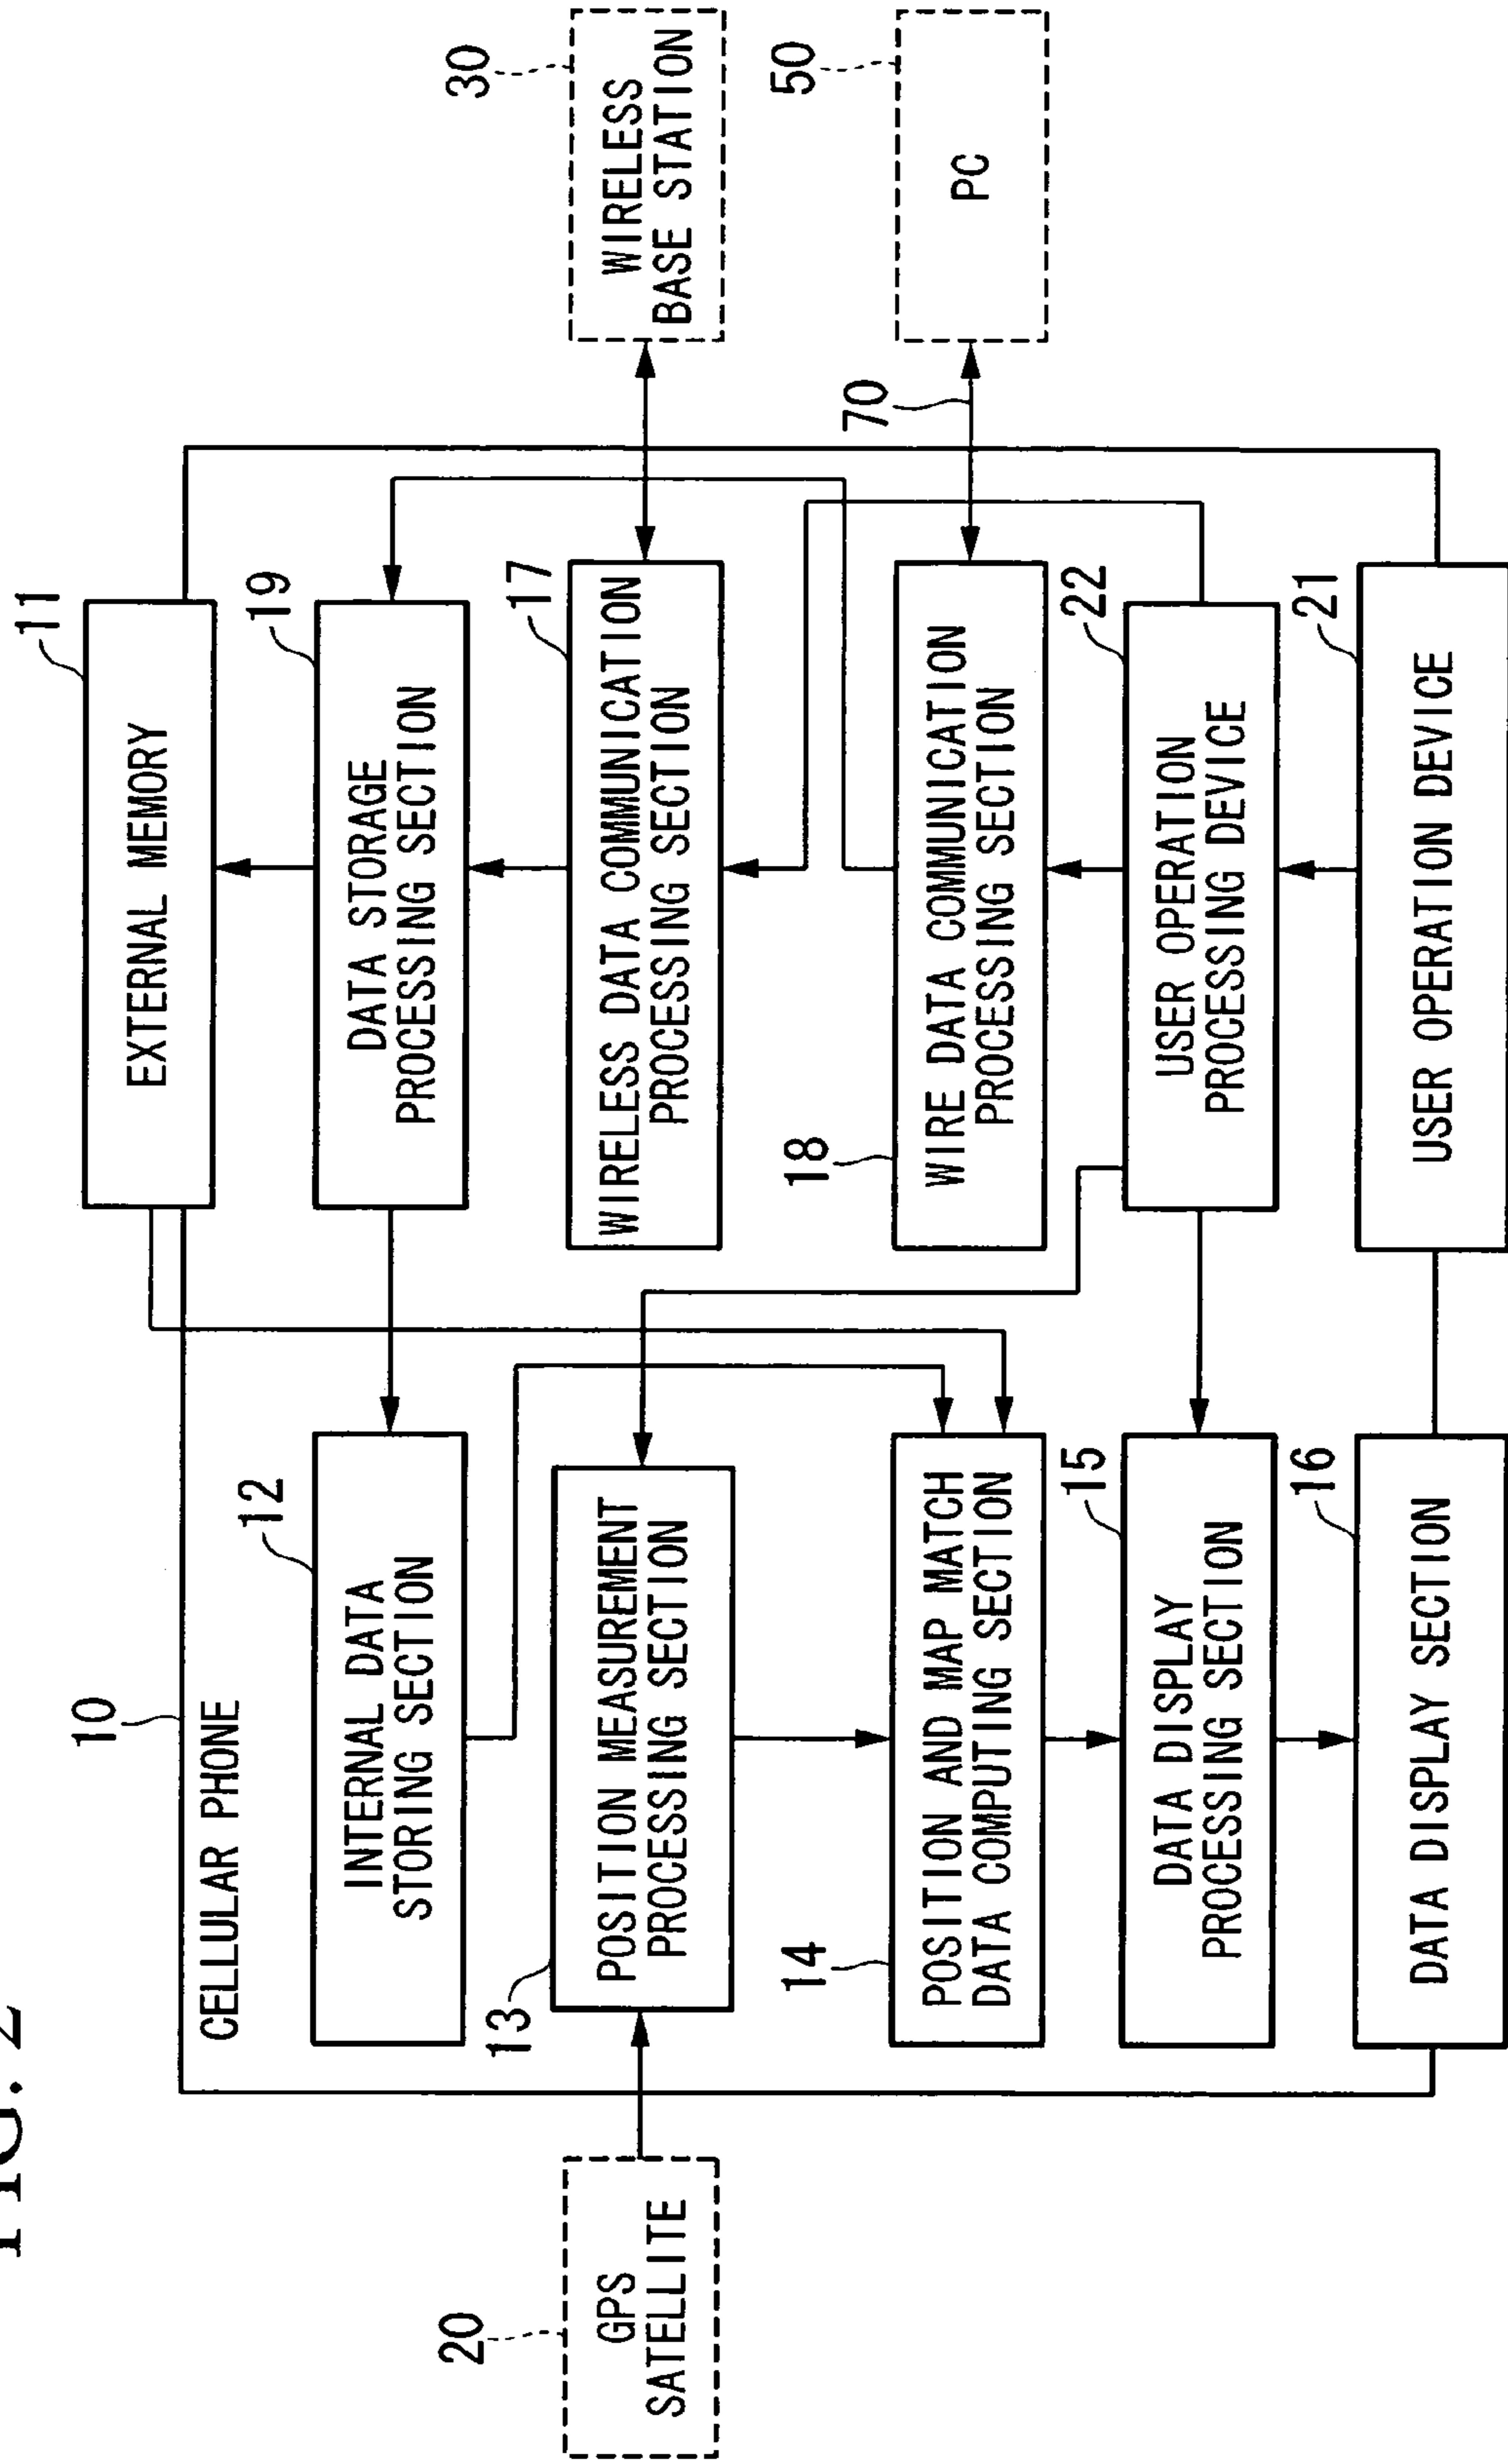 FIG. 2
10
CELLULAR PHONE
11
EXTERNAL MEMORY
12
INTERNAL DATA
STORING SECTION
19
DATA STORAGE
PROCESSING SECTION
20
GPS
SATELLITE
13
POSITION MEASUREMENT
PROCESSING SECTION
17
WIRELESS DATA COMMUNICATION
PROCESSING SECTION
30
WIRELESS
BASE STATION
14
POSITION AND MAP MATCH
DATA COMPUTING SECTION
18
WIRE DATA COMMUNICATION
PROCESSING SECTION
70
50
PC
15
DATA DISPLAY
PROCESSING SECTION
22
USER OPERATION
PROCESSING DEVICE
16
DATA DISPLAY SECTION
21
USER OPERATION DEVICE